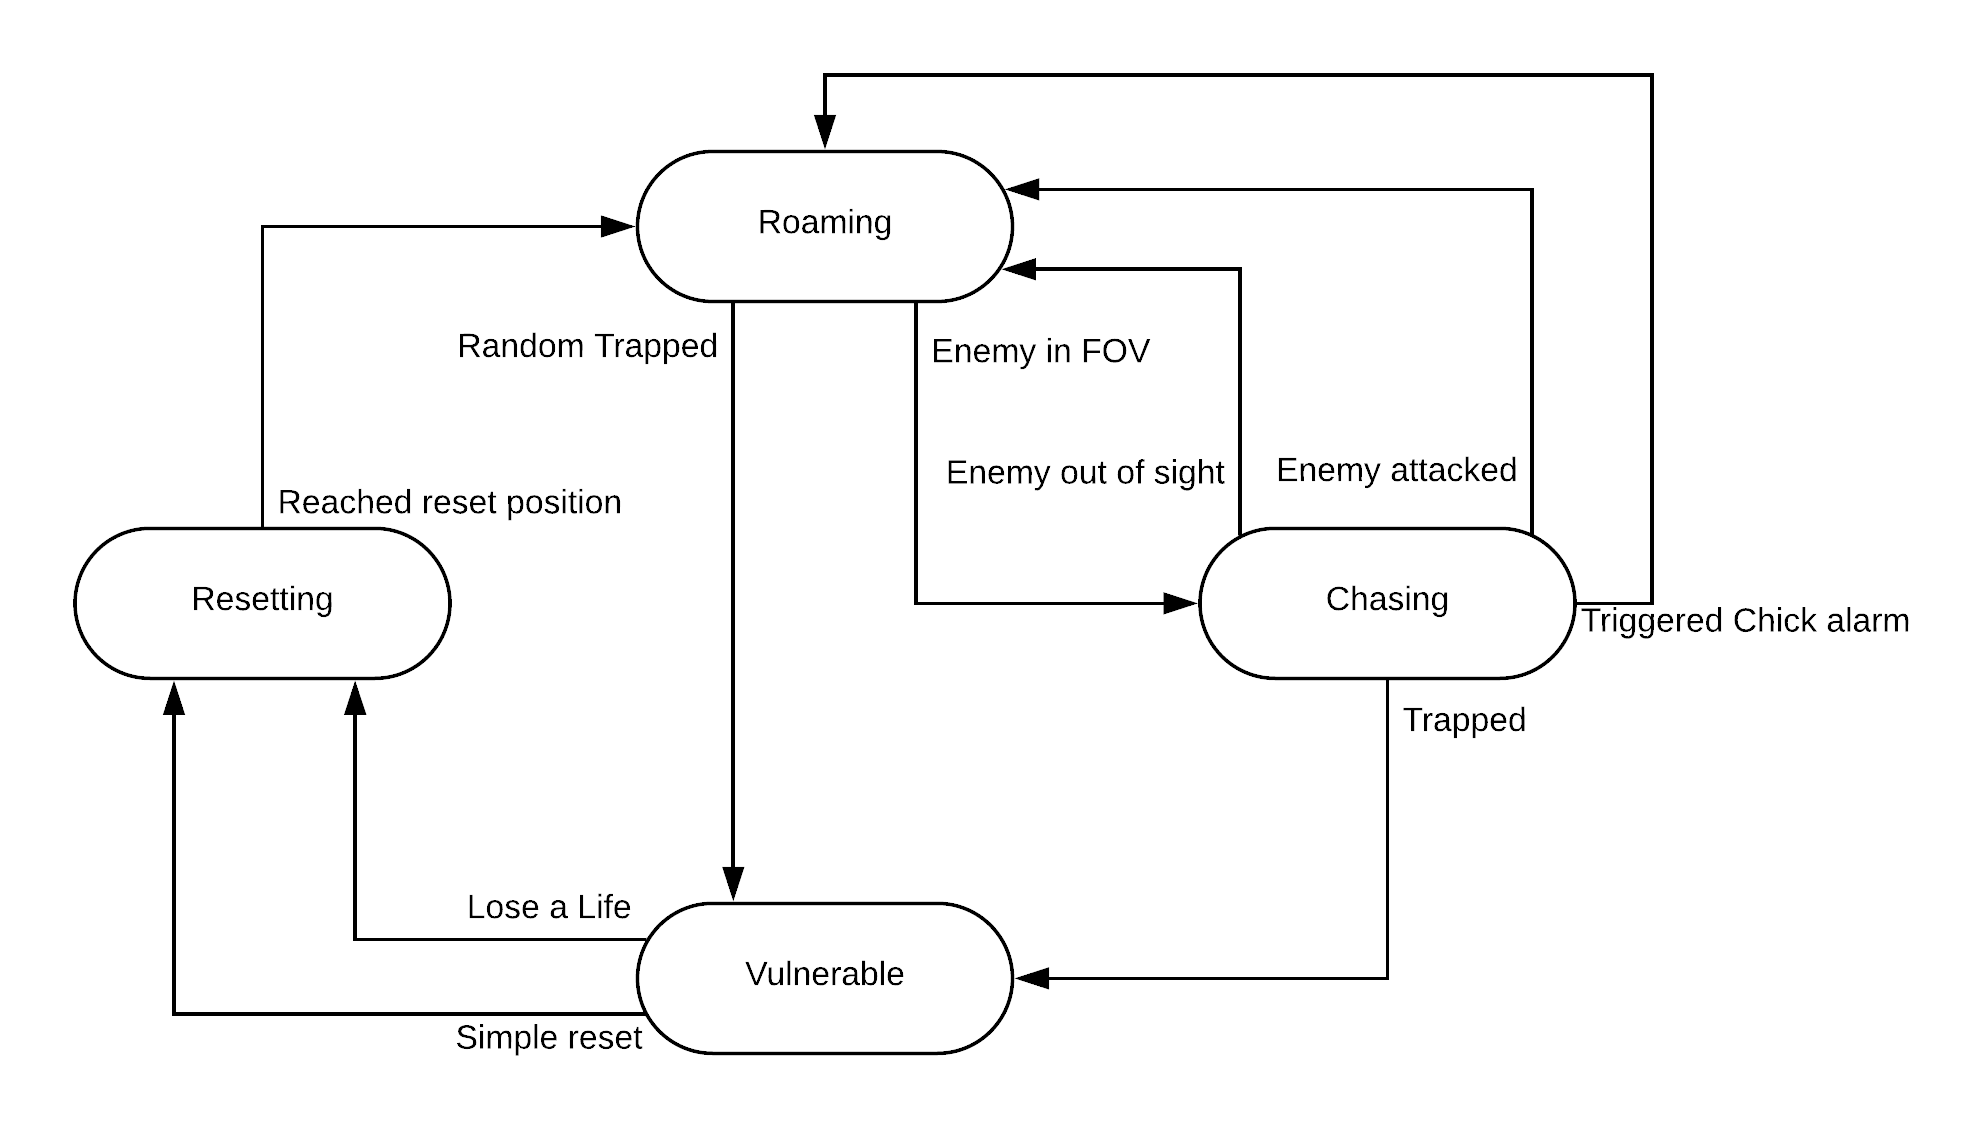 Roaming
Random Trapped
Enemy in FOV
Enemy out of sight
Enemy attacked
Reached reset position
Resetting
Chasing
Triggered Chick alarm
Trapped
Lose a Life
Vulnerable
Simple reset